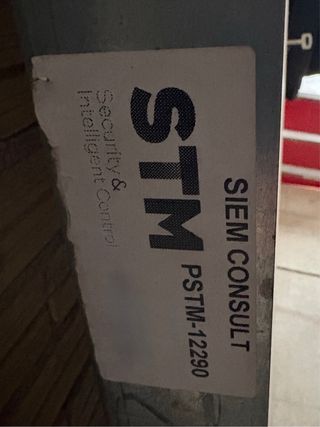 SIEM CONSULT
STM PSTM-12290
Security &
Intelligent Control